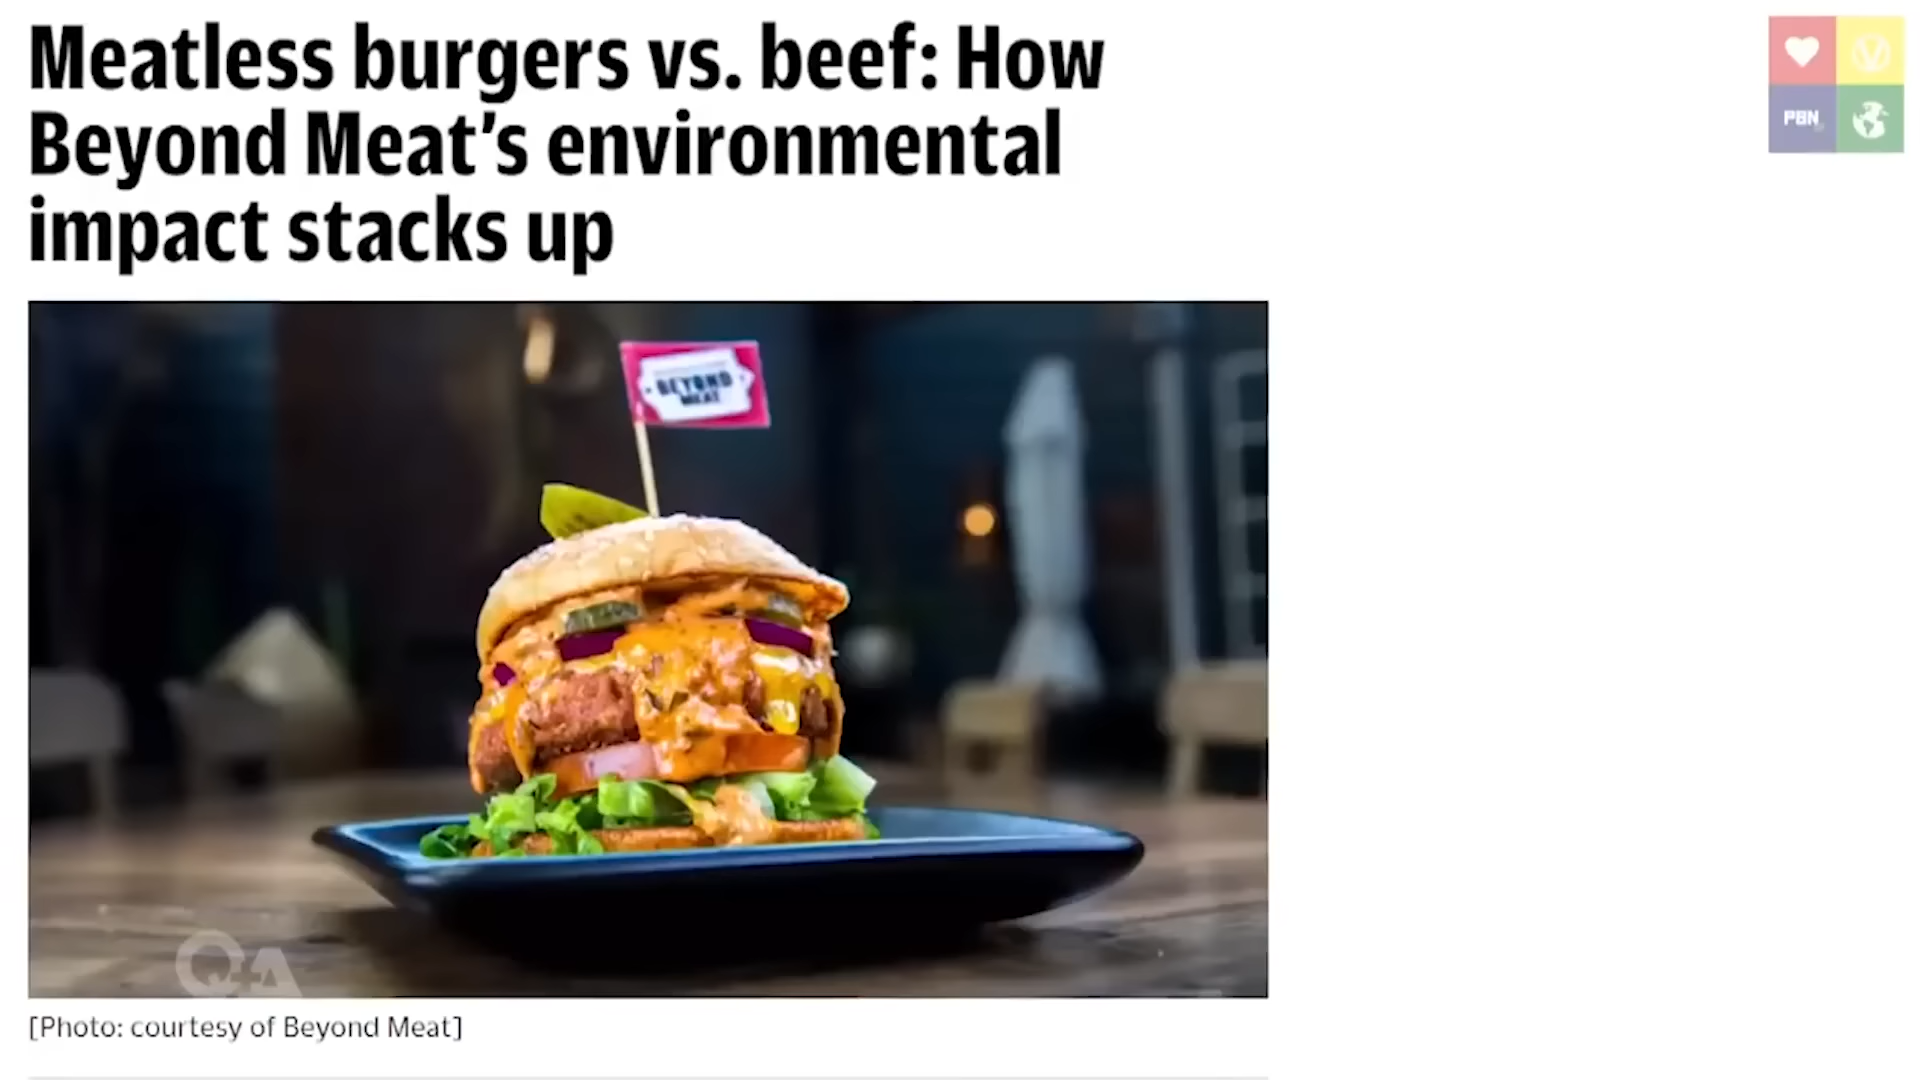 Meatless burgers vs. beef: How
Beyond Meat’s environmental
impact stacks up
PBN
BEYOND
MEAT
Q+A
[Photo: courtesy of Beyond Meat]